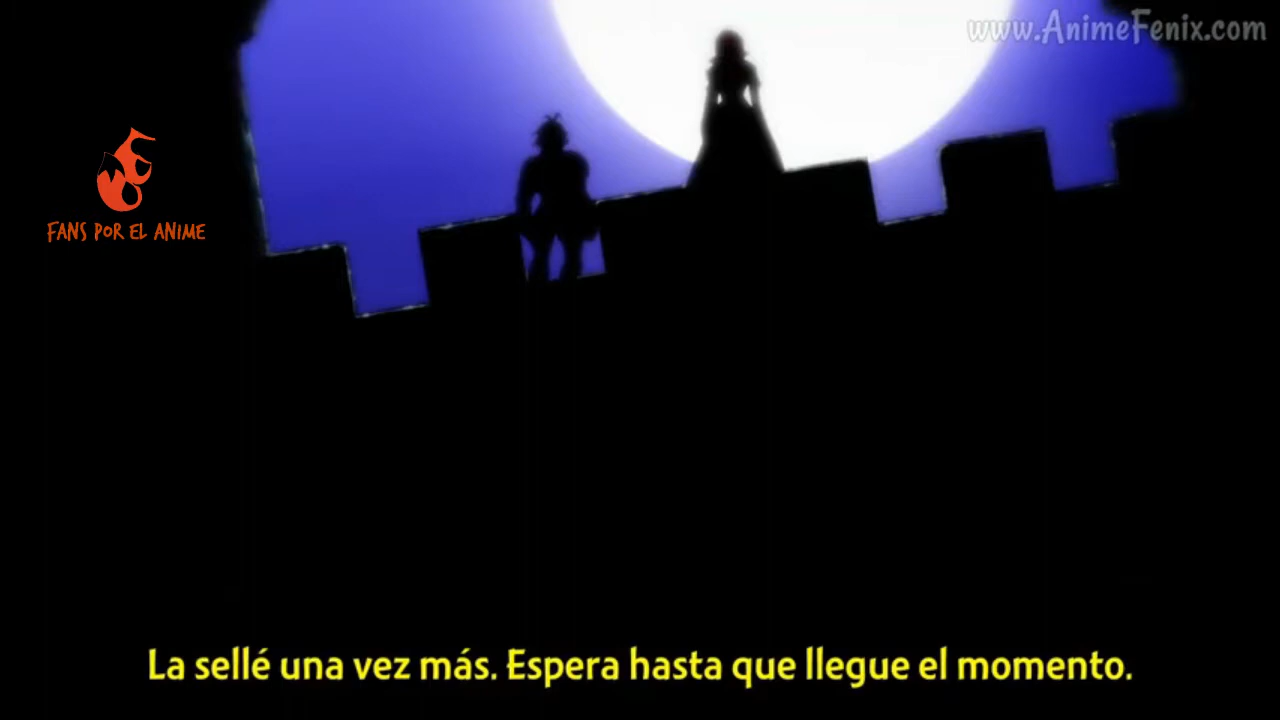 www.AnimeFenix.com
FANS POR EL ANIME
La sellé una vez más. Espera hasta que llegue el momento.